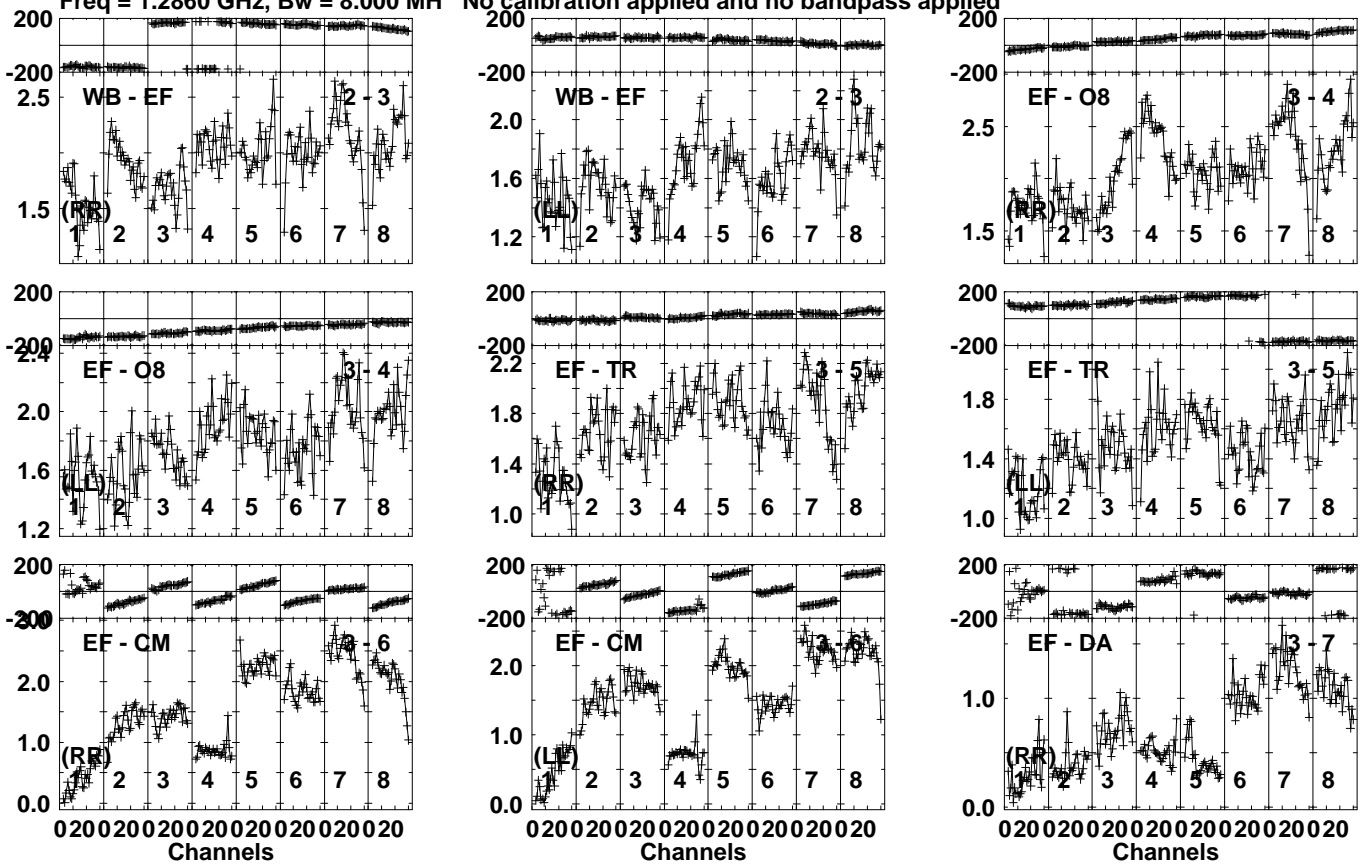 Freq = 1.2860 GHz, Bw = 8.000 MH No calibration applied and no bandpass applied
200 200 200
-200 -200 -200
WB - EF 2 - 3 WB - EF 2 - 3 EF - O8 3 - 4
2.5 2.0 2.5
1.6
1.5 (RR) (LL) 1.2 (RR) 1.5
1 2 3 4 5 6 7 8 1 2 3 4 5 6 7 8 1 2 3 4 5 6 7 8
200 200 200
-200 -200 -200
2.4 2.2
EF - O8 3 - 4 EF - TR 3 - 5 EF - TR 3 - 5
2.0 1.8 1.8
1.6 1.4 1.4
(LL) (RR) (LL)
1 2 3 4 5 6 7 8 1.0 1 2 3 4 5 6 7 8 1.0 1 2 3 4 5 6 7 8
1.2
200 200 200
-200 -200 -200
3.0
EF - CM 3 - 6 EF - CM 3 - 6 EF - DA 3 - 7
2.0 2.0 1.0
1.0 1.0
(RR) (LL) (RR)
1 2 3 4 5 6 7 8 1 2 3 4 5 6 7 8 1 2 3 4 5 6 7 8
0.0 0.0 0.0
0 20 0 20 0 20 0 20 0 20 0 20 0 20 0 20 0 20 0 20 0 20 0 20 0 20 0 20 0 20 0 20 0 20 0 20 0 20 0 20 0 20 0 20 0 20 0 20
Channels Channels Channels